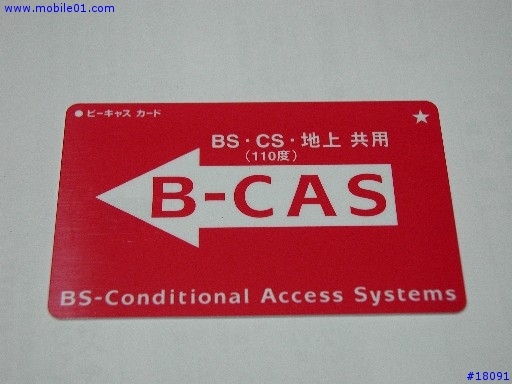 www.mobile01.com
● ビーキャス カード
★
BS・CS・地上 共用
(110度)
B-CAS
BS-Conditional Access Systems
#18091